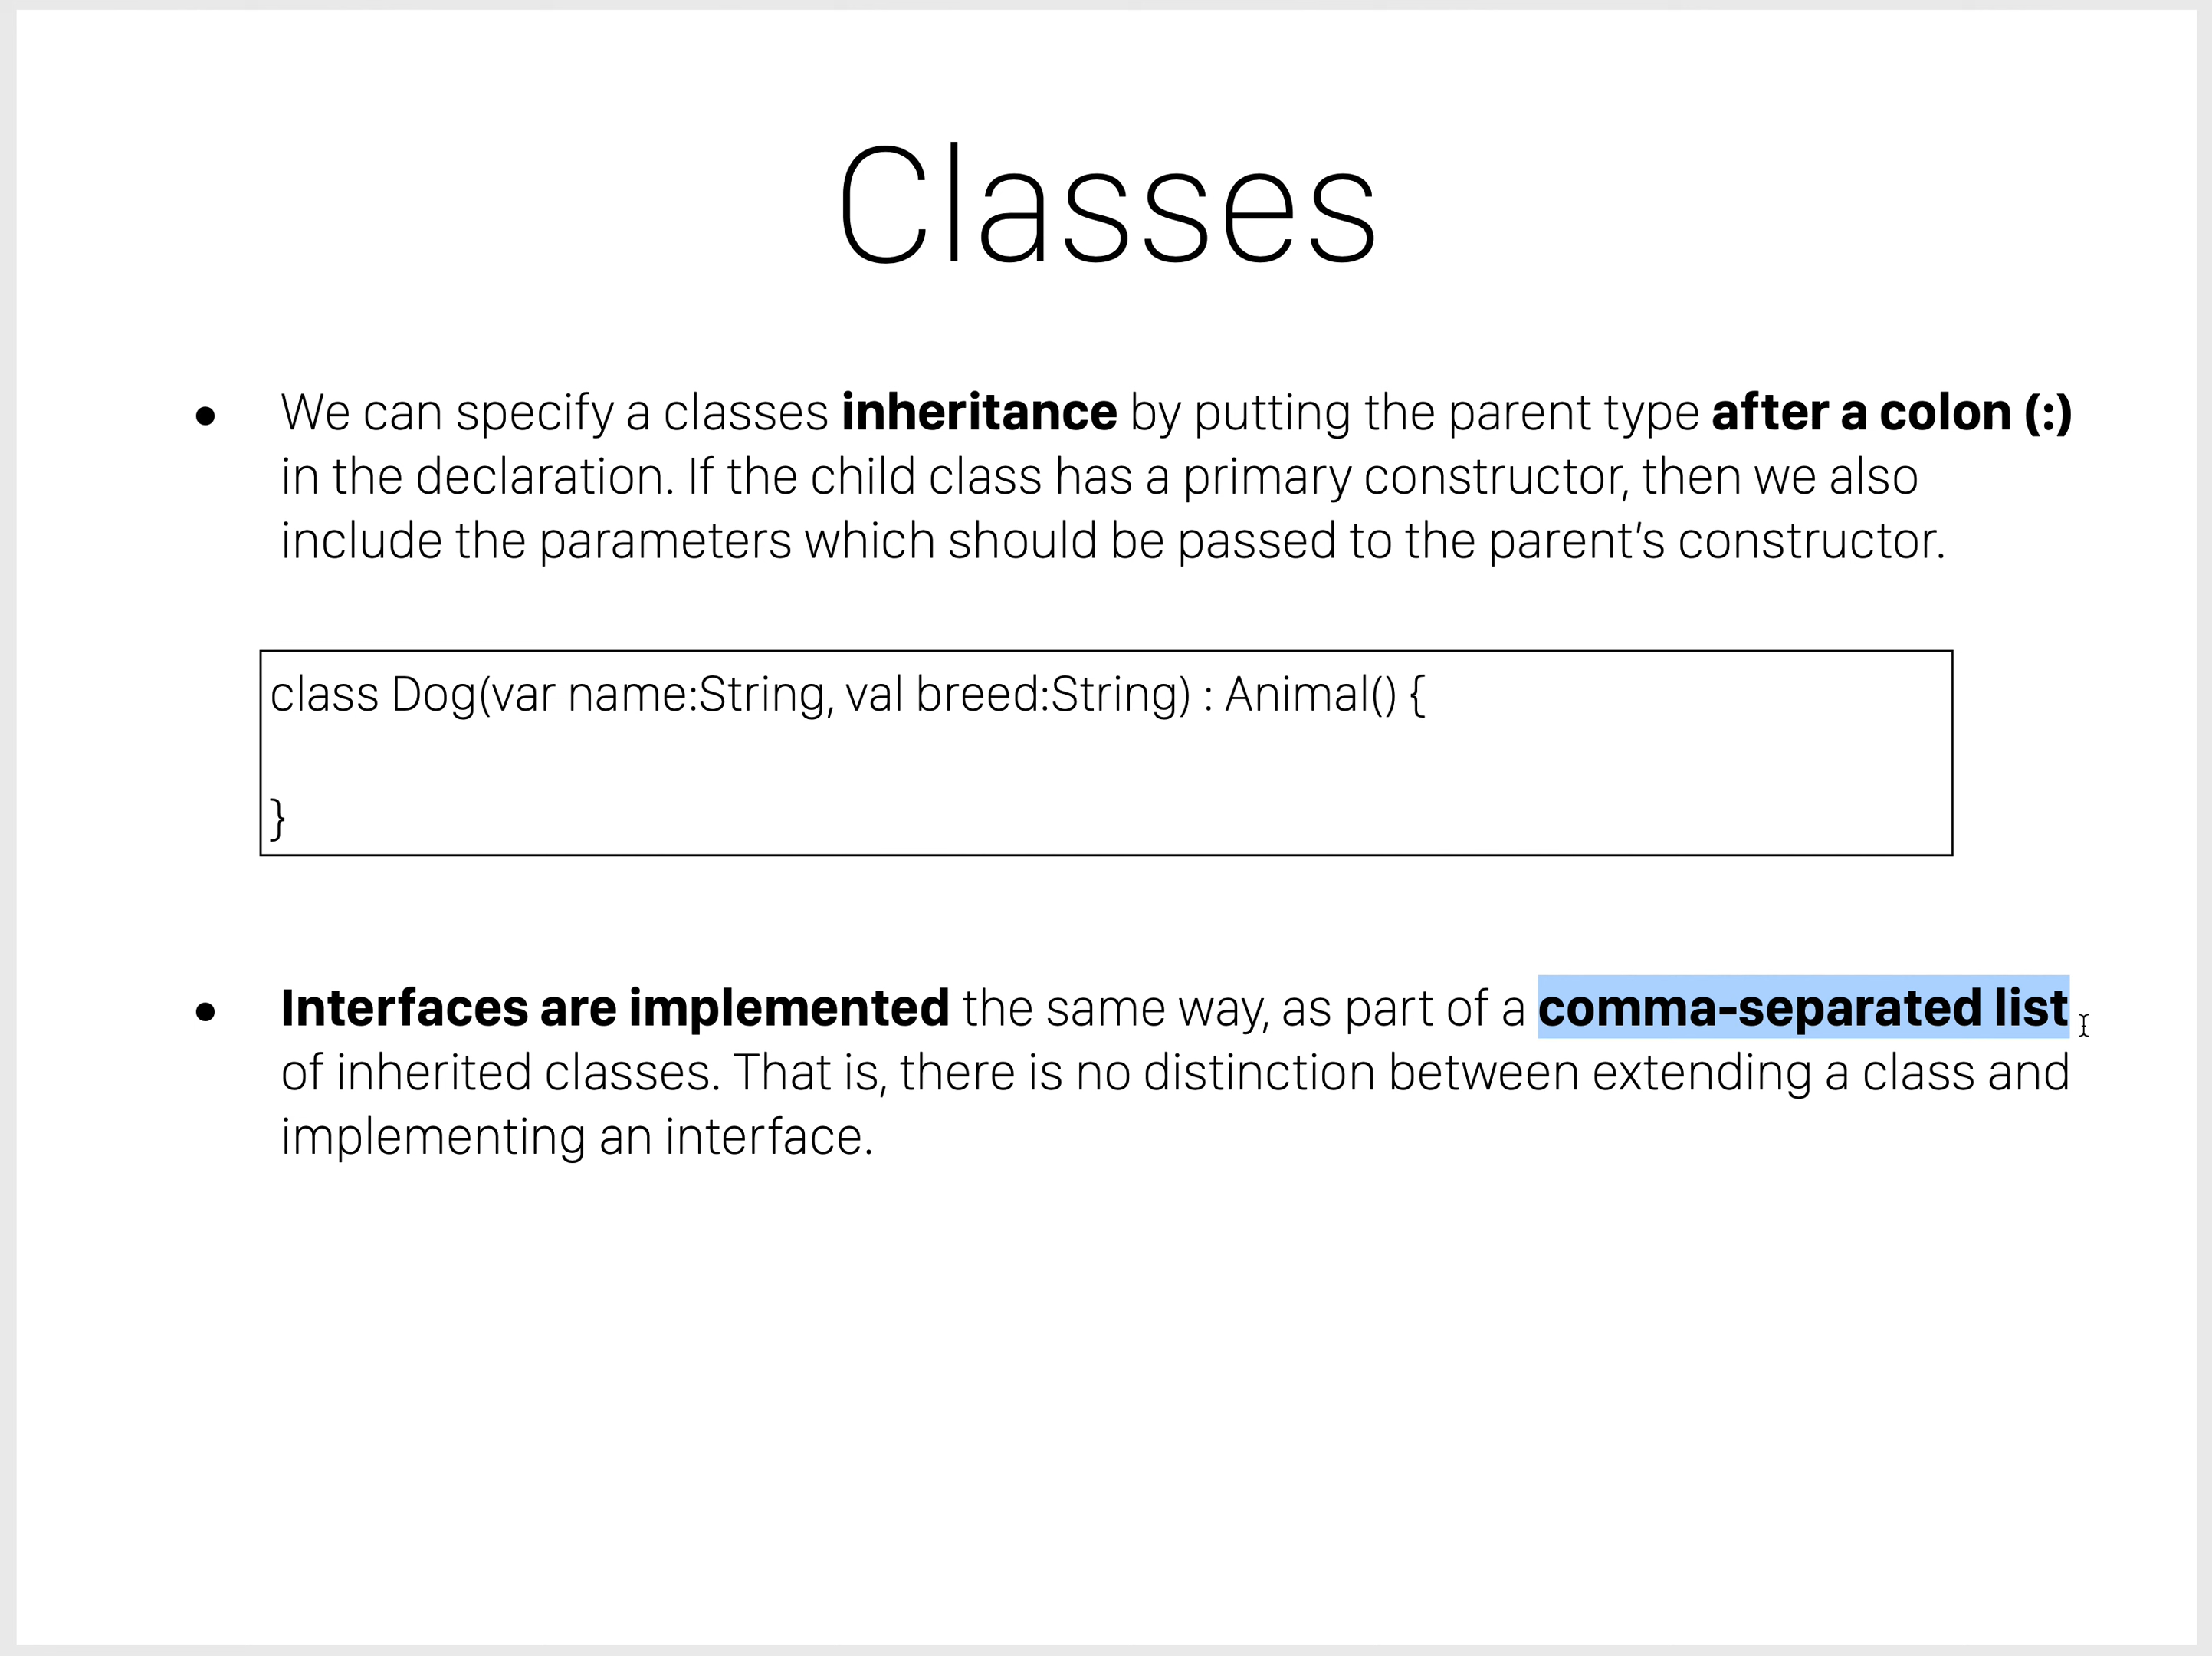 Classes
• We can specify a classes inheritance by putting the parent type after a colon (:)
in the declaration. If the child class has a primary constructor, then we also
include the parameters which should be passed to the parent’s constructor.
class Dog(var name:String, val breed:String) : Animal() {
}
• Interfaces are implemented the same way, as part of a comma-separated list
of inherited classes. That is, there is no distinction between extending a class and
implementing an interface.